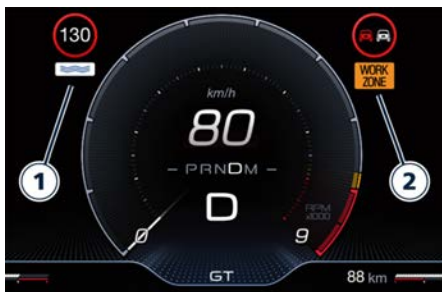 130
WORK
ZONE
km/h
80
- PRNDM -
1
2
D
RPM
x1000
0
9
GT
88 km